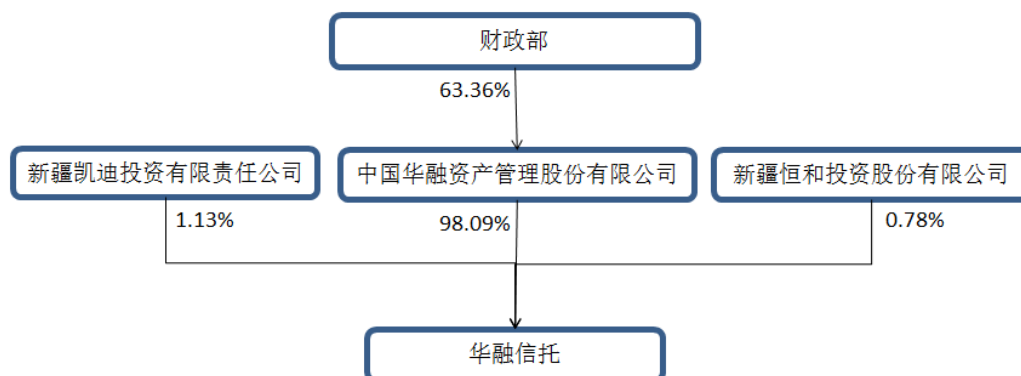 财政部
63.36%
新疆凯迪投资有限责任公司
中国华融资产管理股份有限公司
新疆恒和投资股份有限公司
1.13%
98.09%
0.78%
华融信托